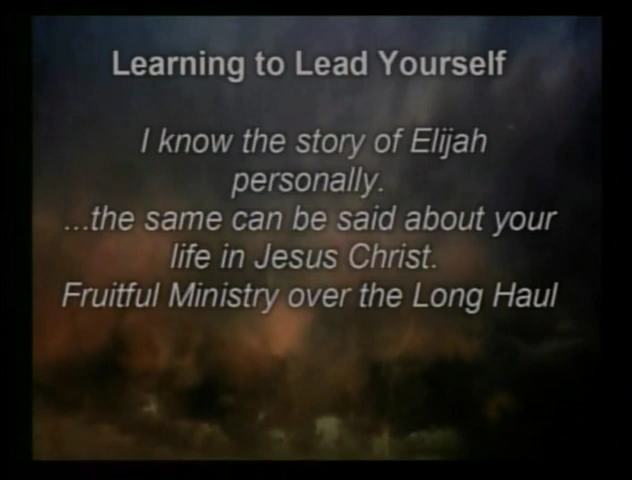 Learning to Lead Yourself
I know the story of Elijah
personally.
...the same can be said about your
life in Jesus Christ.
Fruitful Ministry over the Long Haul